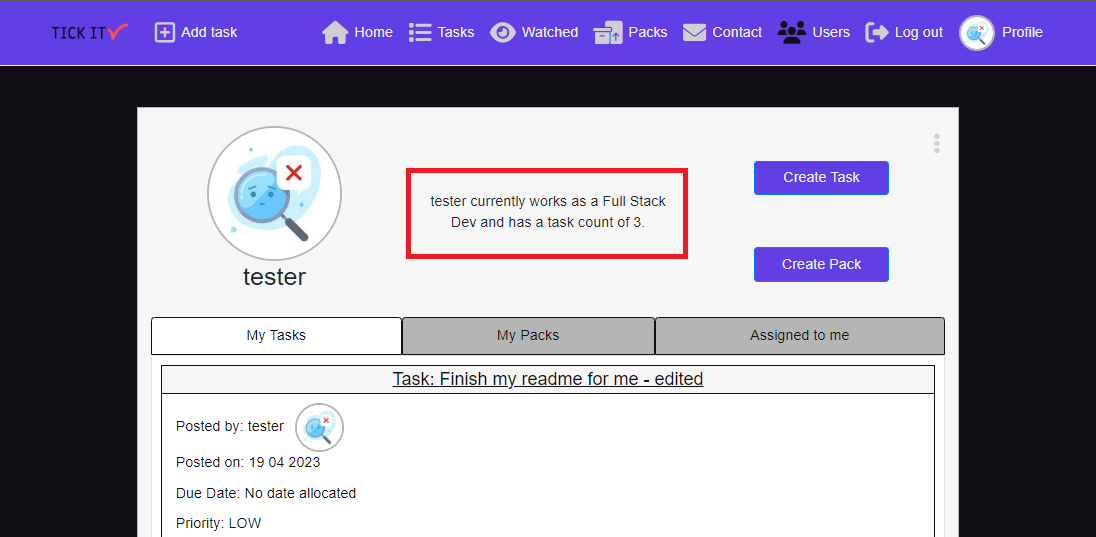 TICK IT Add task Home Tasks Watched Packs Contact Users Log out Profile
tester currently works as a Full Stack
Dev and has a task count of 3.
Create Task
Create Pack
tester
My Tasks My Packs Assigned to me
Task: Finish my readme for me - edited
Posted by: tester
Posted on: 19 04 2023
Due Date: No date allocated
Priority: LOW